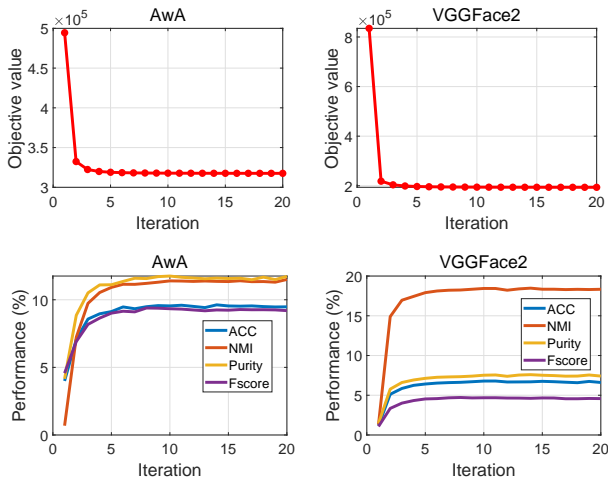 AwA
×10^5
5
4.5
4
3.5
3
0 5 10 15 20
Objective value
Iteration
VGGFace2
×10^5
8
6
4
2
0 5 10 15 20
Objective value
Iteration
AwA
10
5
0
0 5 10 15 20
Performance (%)
Iteration
ACC
NMI
Purity
Fscore
VGGFace2
20
15
10
5
0
0 5 10 15 20
Performance (%)
Iteration
ACC
NMI
Purity
Fscore